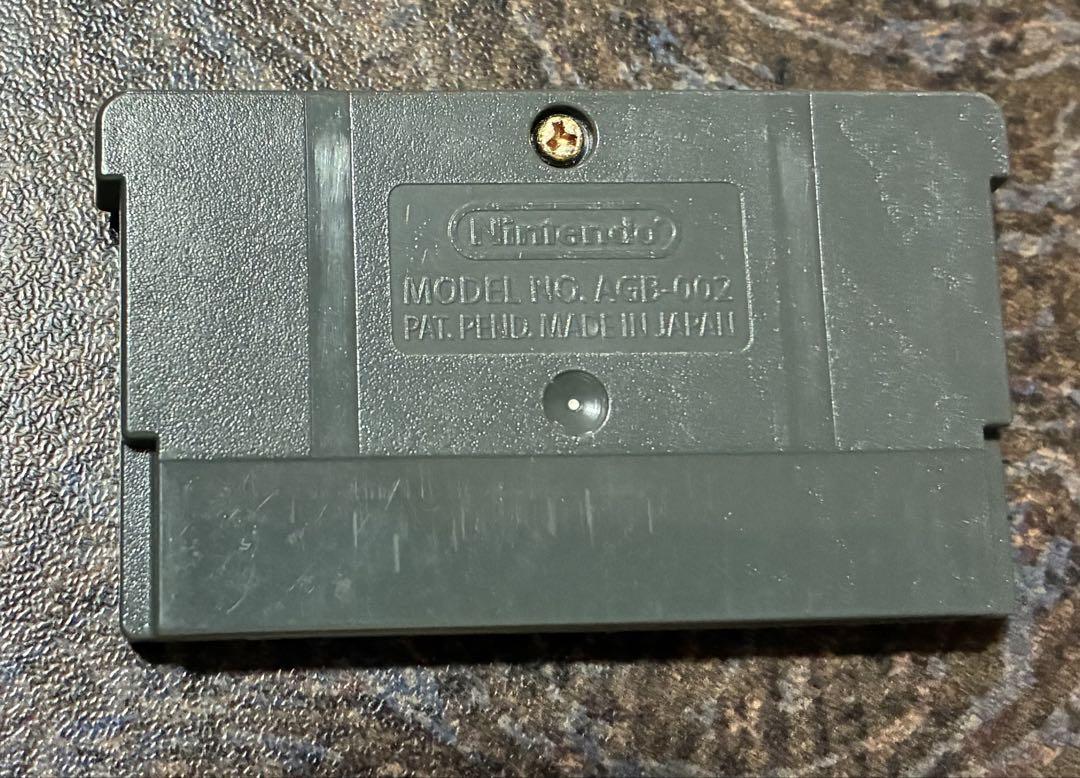 Nintendo
MODEL NO. AGB-002
PAT. PEND. MADE IN JAPAN